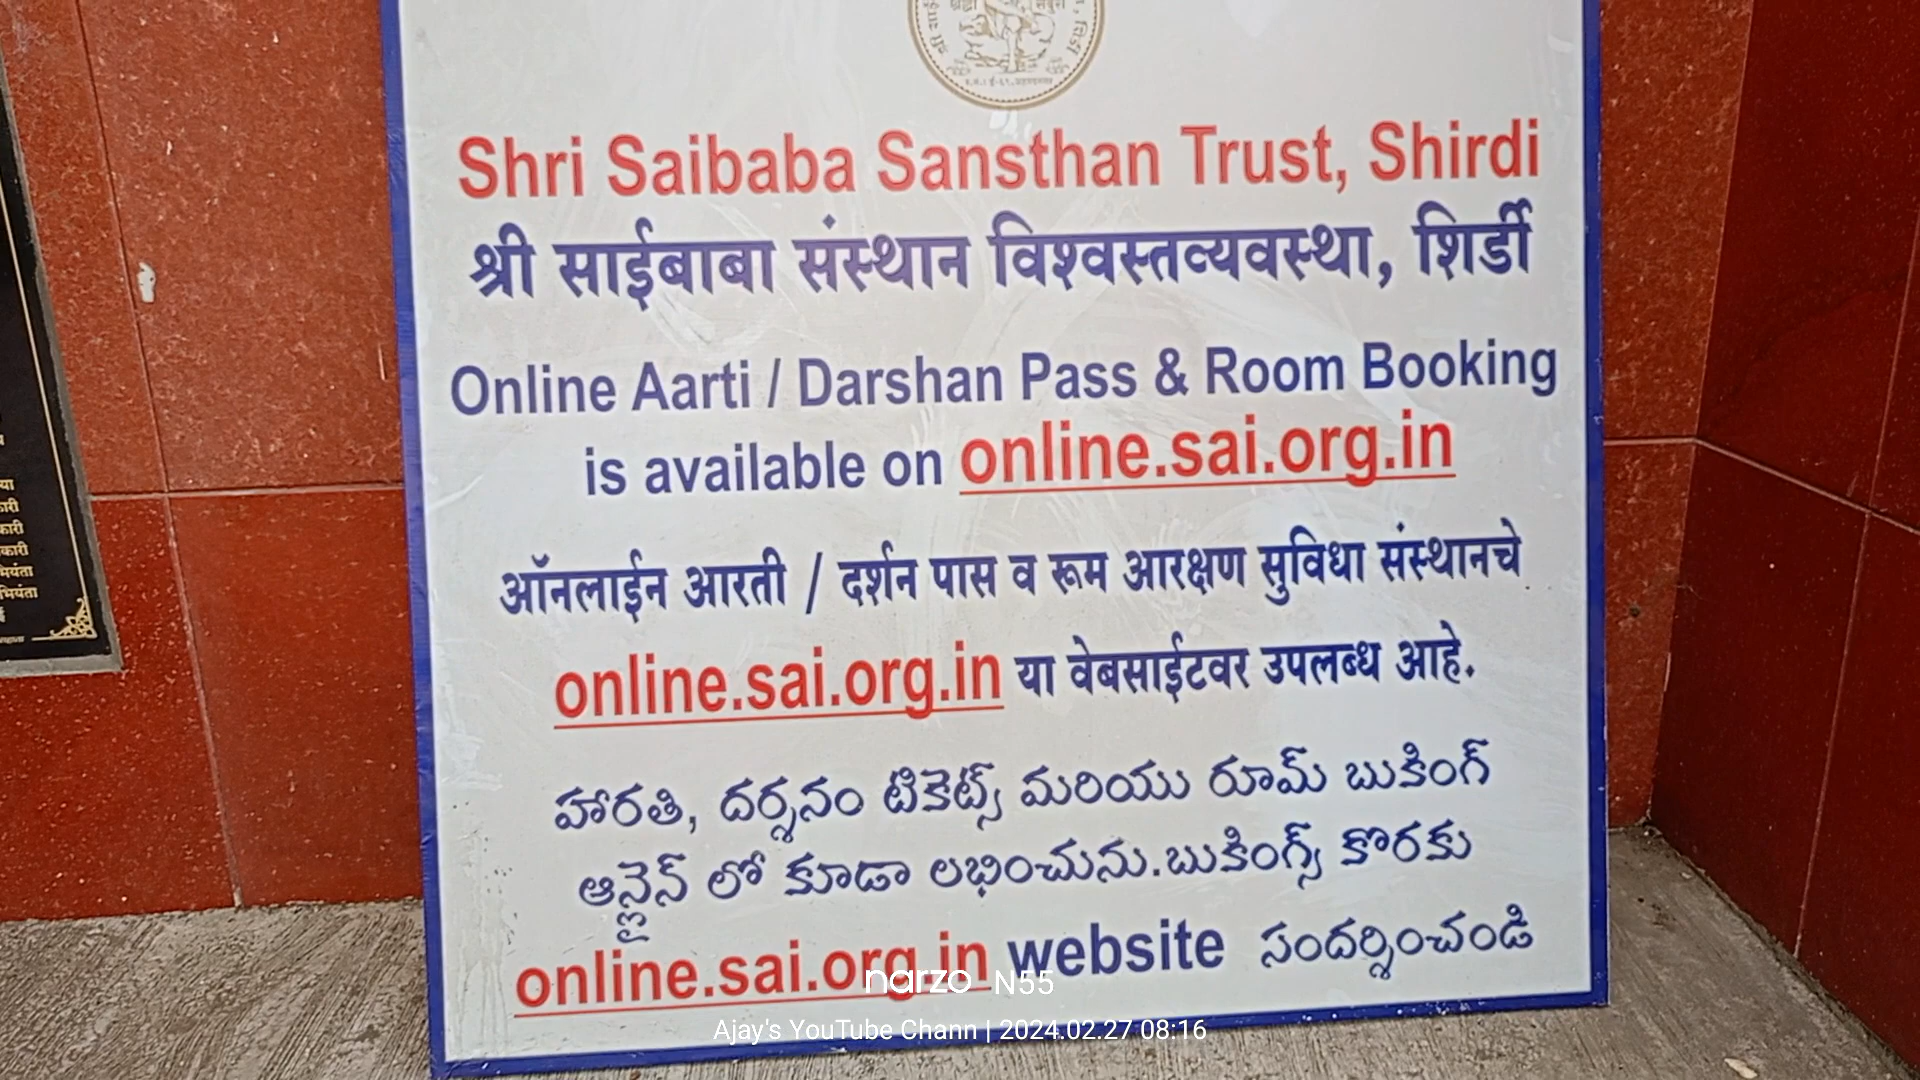 Shri Saibaba Sansthan Trust, Shirdi
श्री साईबाबा संस्थान विश्वस्तव्यवस्था, शिर्डी
Online Aarti / Darshan Pass & Room Booking
is available on online.sai.org.in
ऑनलाईन आरती / दर्शन पास व रूम आरक्षण सुविधा संस्थानचे
online.sai.org.in या वेबसाईटवर उपलब्ध आहे.
హారతి, దర్శనం టికెట్స్ మరియు రూమ్ బుకింగ్
ఆన్లైన్ లో కూడా లభించును.బుకింగ్స్ కొరకు
online.sai.org.in website సందర్శించండి
narzo N55
Ajay's YouTube Chann | 2024.02.27 08:16